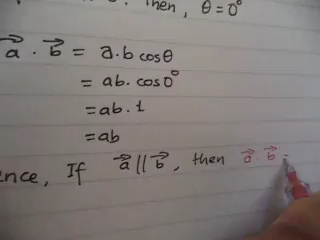 then, θ = 0°
a⃗ · b⃗ = a·b cosθ
= ab·cos0°
= ab·1
= ab
If a⃗ || b⃗, then a⃗·b⃗ =